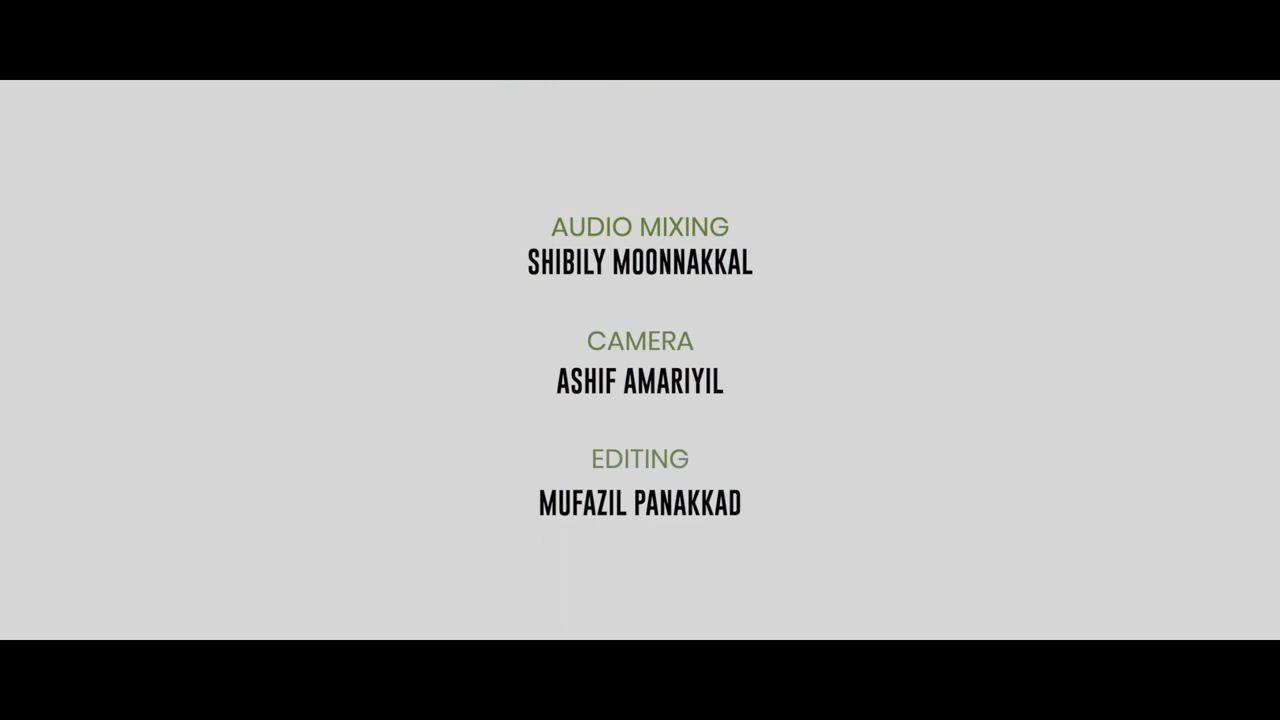 AUDIO MIXING
SHIBILY MOONNAKKAL
CAMERA
ASHIF AMARIYIL
EDITING
MUFAZIL PANAKKAD